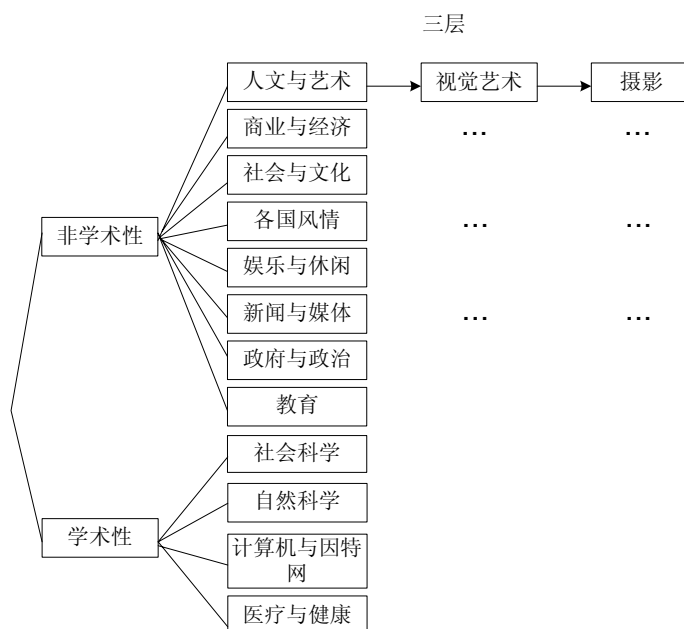 三层
人文与艺术
视觉艺术
摄影
商业与经济
...
...
社会与文化
非学术性
各国风情
...
...
娱乐与休闲
新闻与媒体
...
...
政府与政治
教育
社会科学
自然科学
学术性
计算机与因特
网
医疗与健康